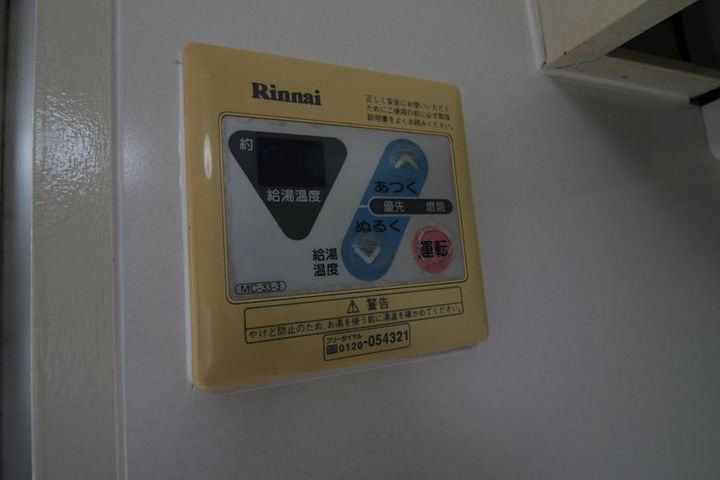 Rinnai
正しく安全にお使いいただく
ためにご使用の前に必ず取扱
説明書をよくお読みください。
約
給湯温度
あつく
優先 燃焼
ぬるく
給湯
温度
運転
MC-33-3
警告
やけど防止のため、お湯を使う前に湯温を確かめてください。
フリーダイヤル
0120-054321